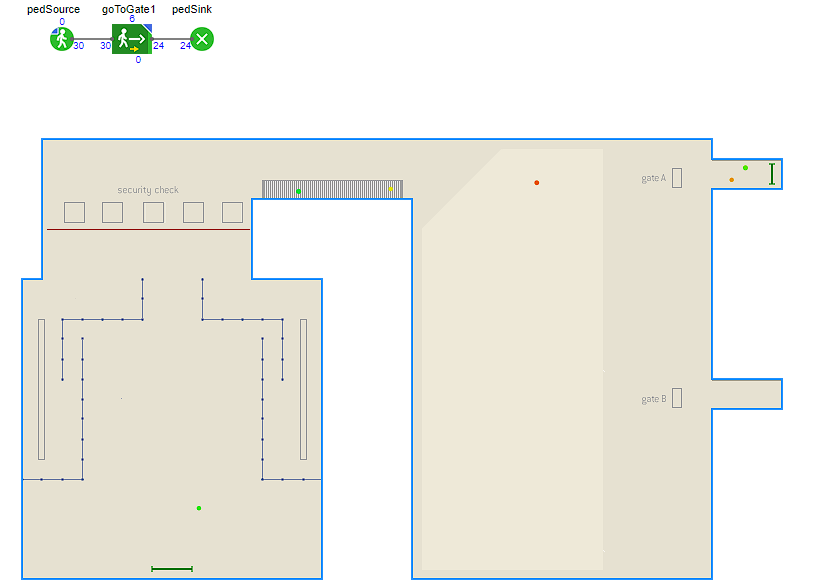 pedSource goToGate1 pedSink
0 6
30 30 24 24
0
security check
gate A
gate B